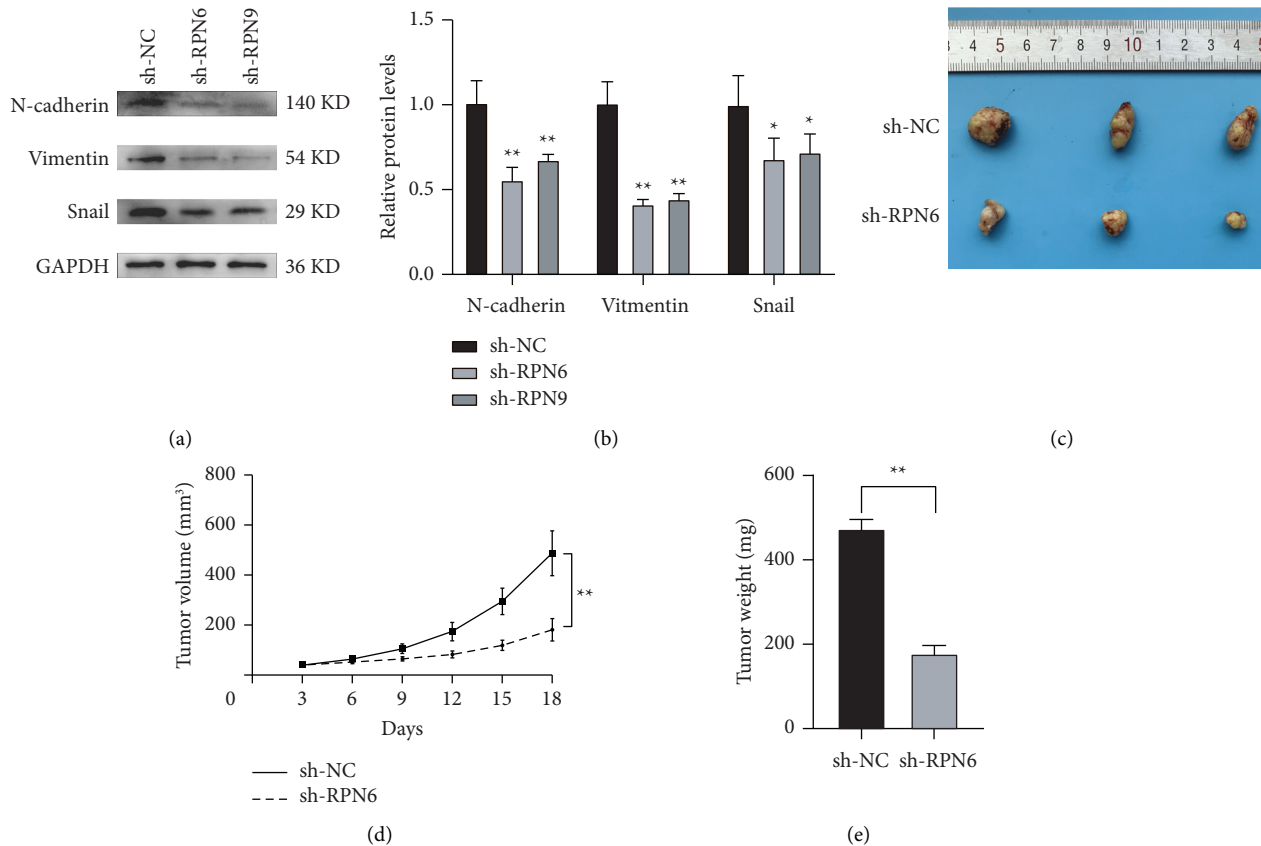 sh-NC
sh-RPN6
sh-RPN9
N-cadherin
140 KD
Vimentin
54 KD
Snail
29 KD
GAPDH
36 KD
(a)
Relative protein levels
1.5
1.0
0.5
0.0
**
**
**
**
*
*
N-cadherin
Vitmentin
Snail
sh-NC
sh-RPN6
sh-RPN9
(b)
3 4 5 6 7 8 9 10 1 2 3 4 5
sh-NC
sh-RPN6
(c)
Tumor volume (mm³)
800
600
400
200
0
3
6
9
12
15
18
**
Days
sh-NC
sh-RPN6
(d)
Tumor weight (mg)
600
400
200
0
**
sh-NC
sh-RPN6
(e)